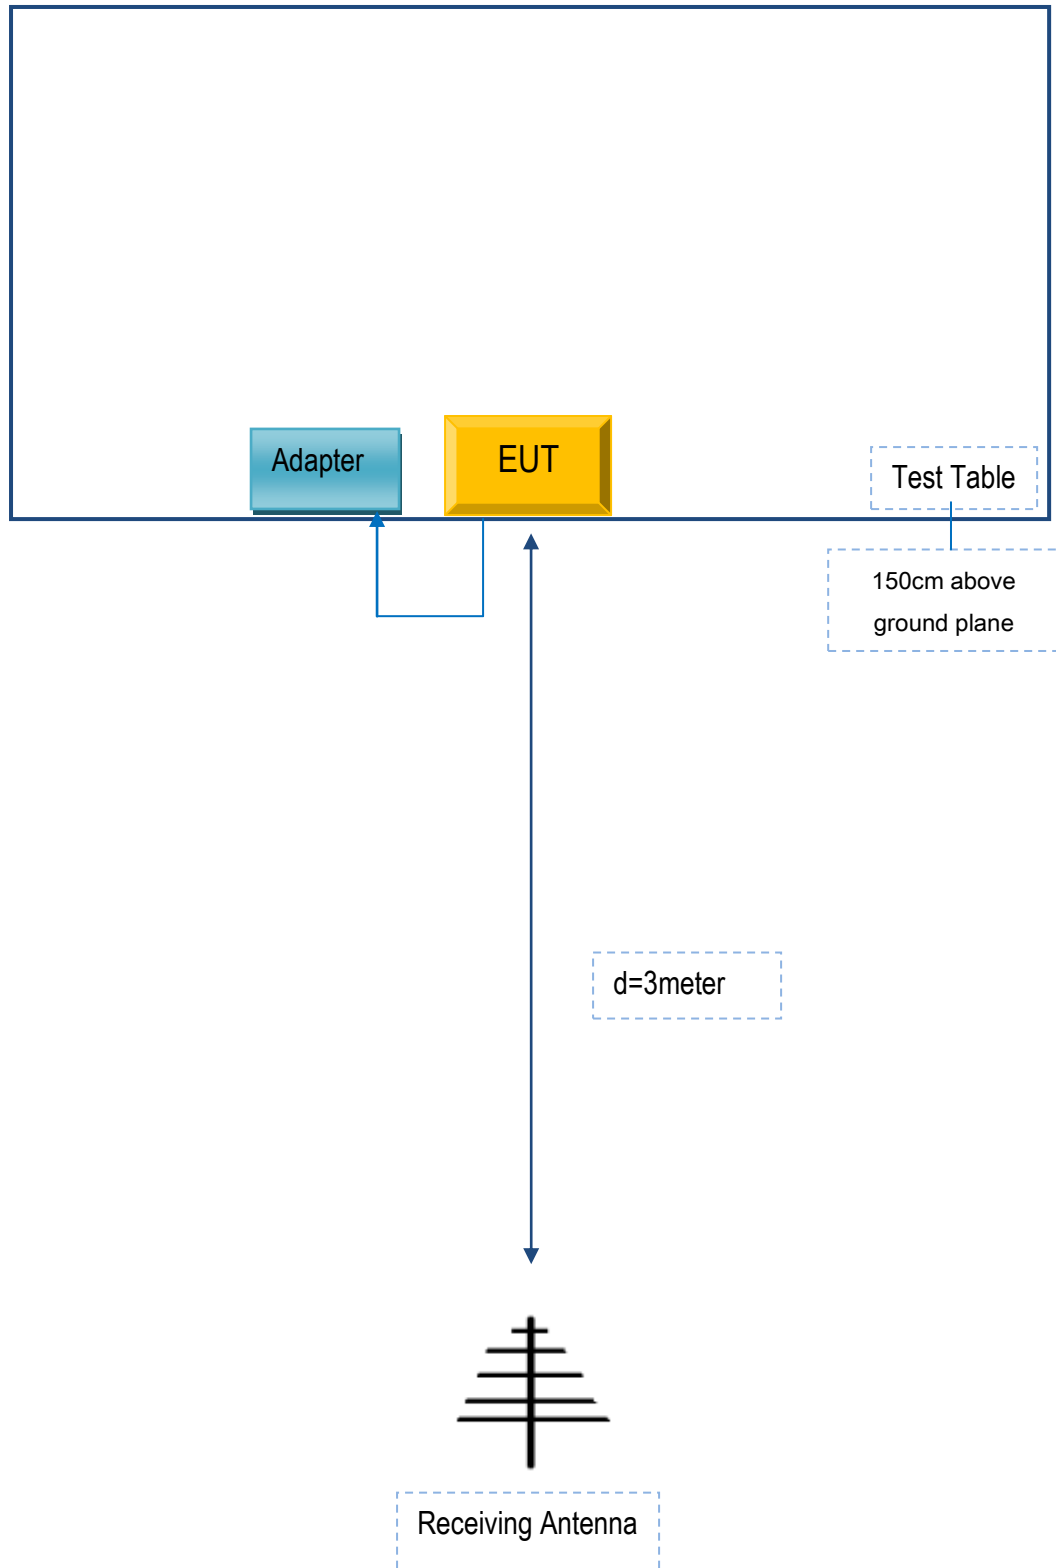 Adapter
EUT
Test Table
150cm above
ground plane
d=3meter
Receiving Antenna